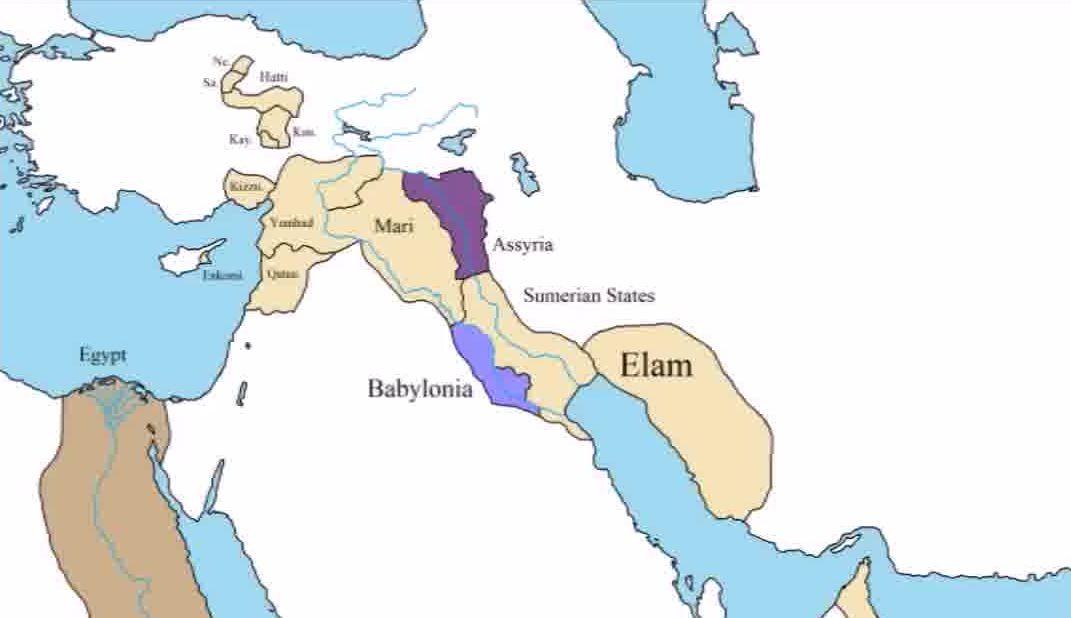 Ne.
Hatti
Sa.
Kay.
Kan.
Kizzu.
Yamhad
Mari
Assyria
Enkomi
Qatna
Sumerian States
Egypt
Elam
Babylonia